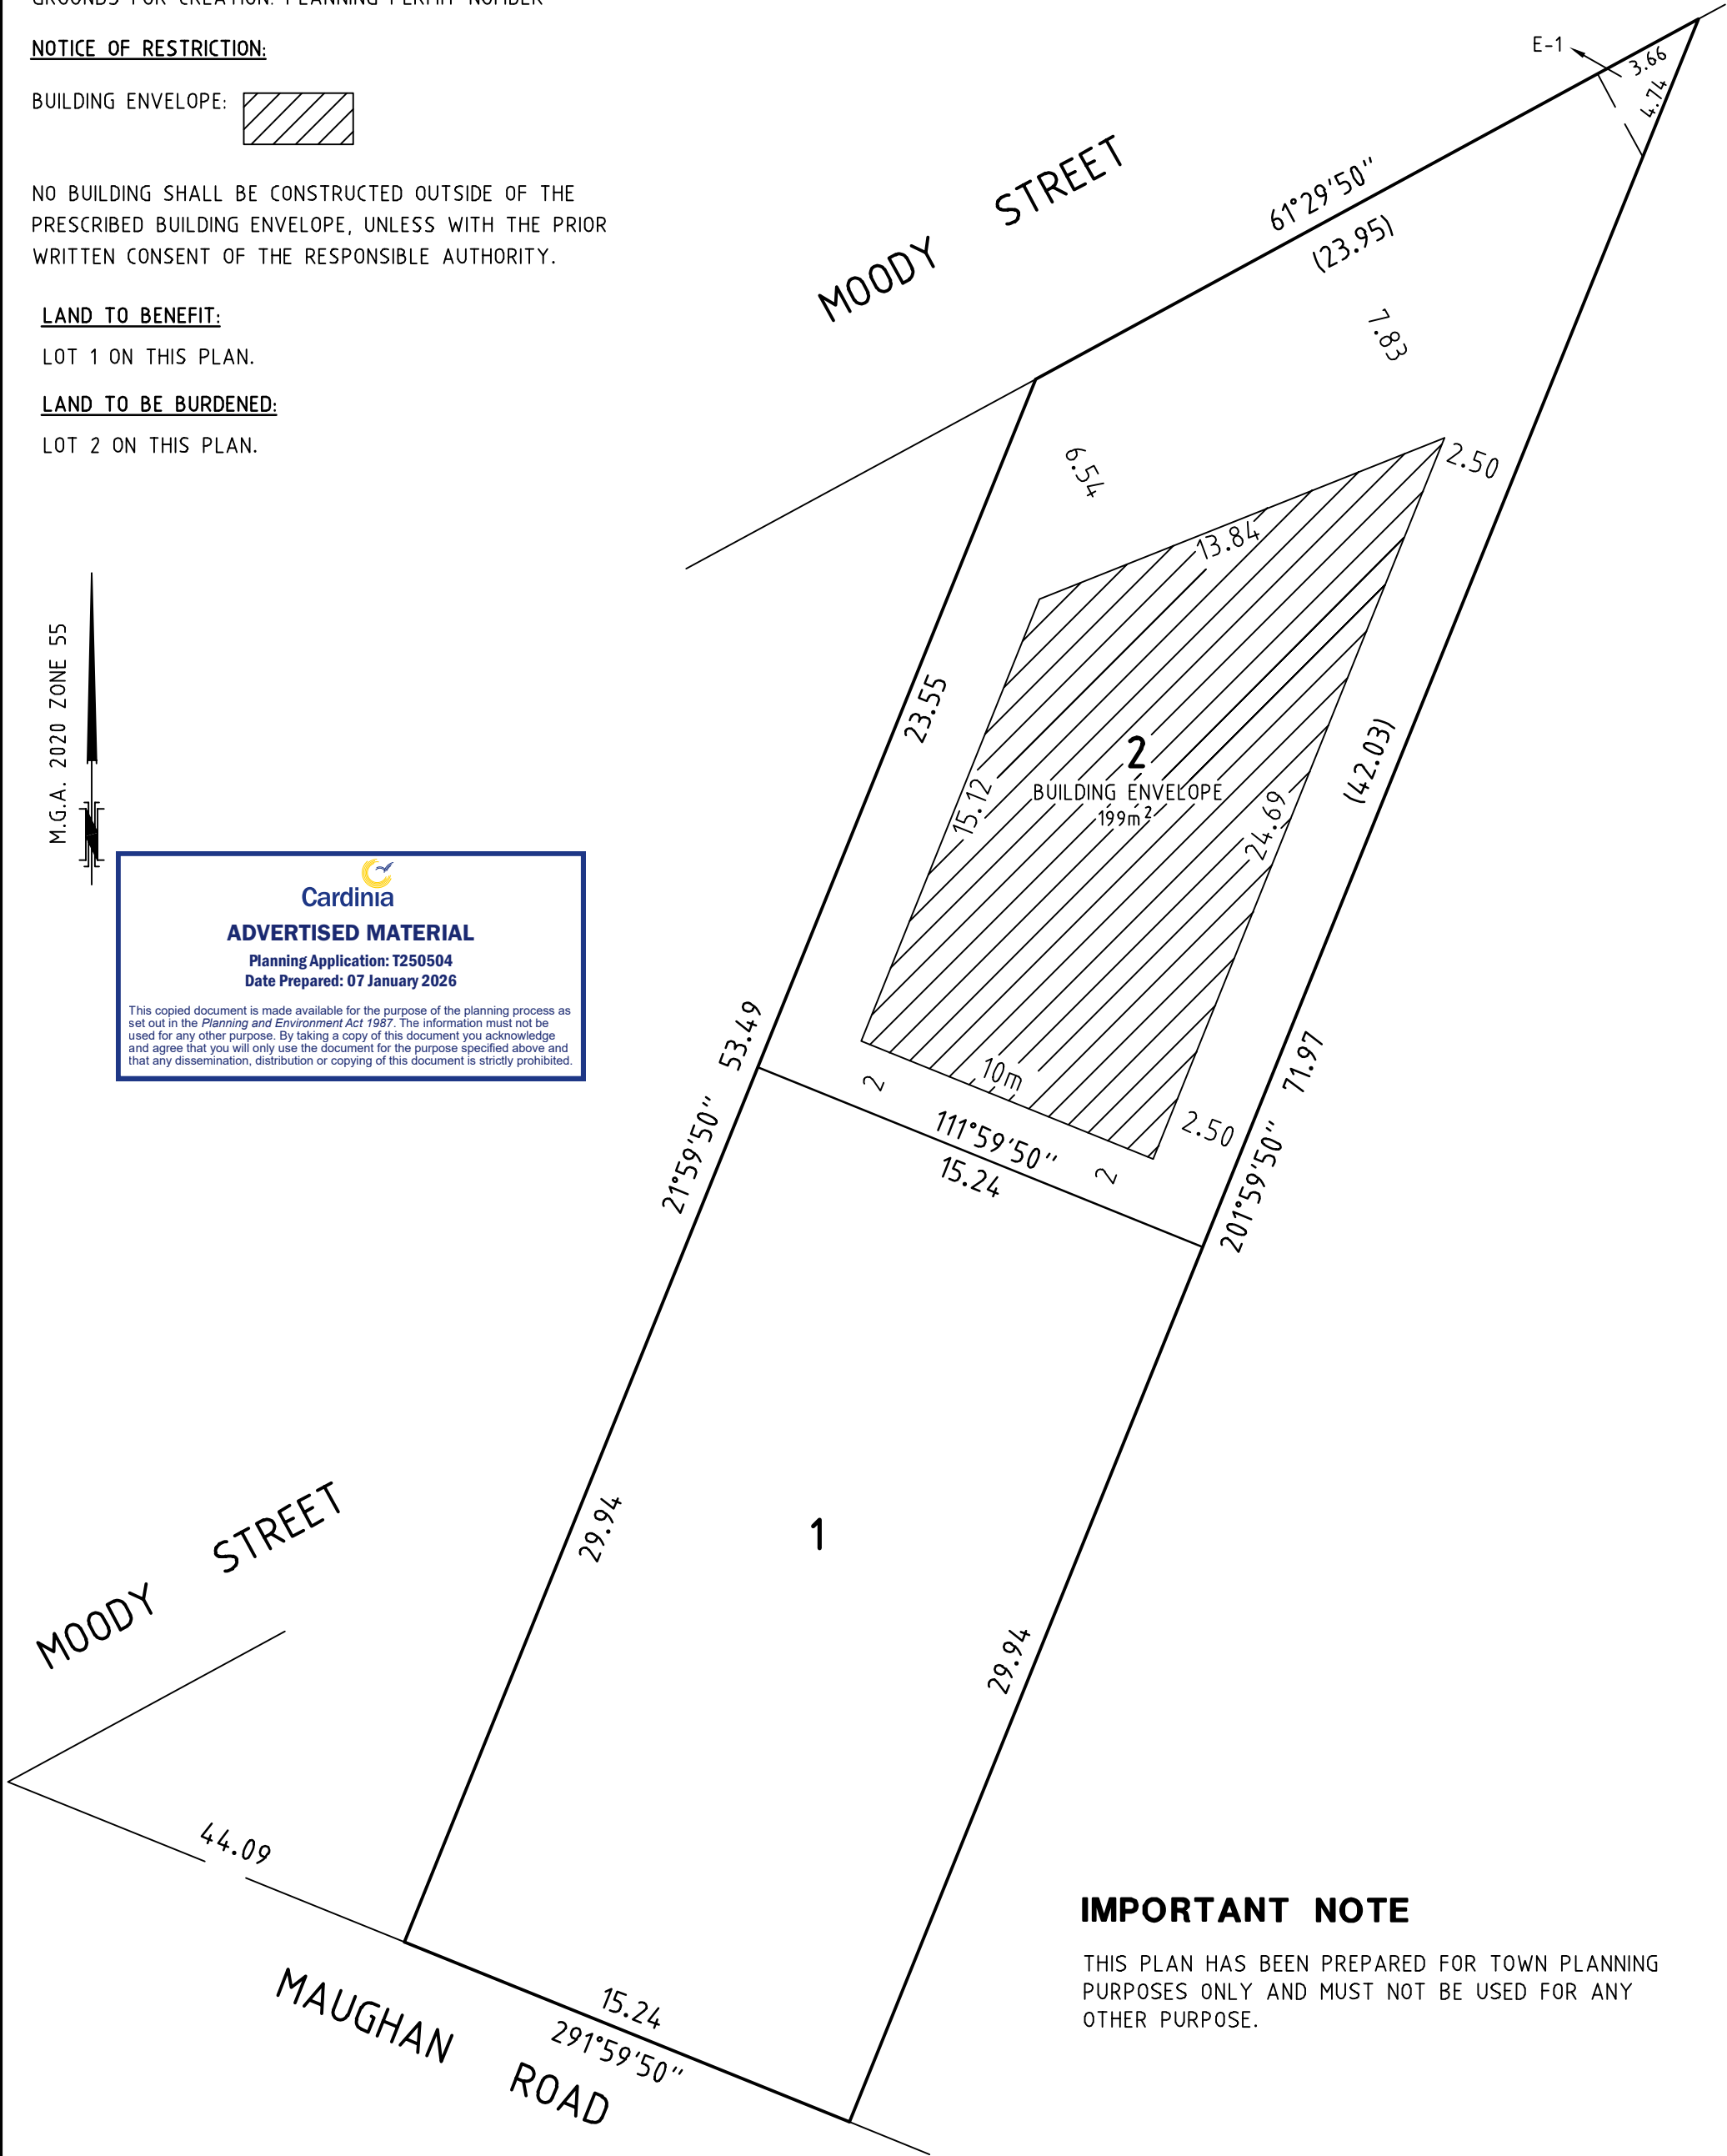 GROUNDS FOR CREATION: PLANNING PERMIT NUMBER
NOTICE OF RESTRICTION:
BUILDING ENVELOPE:
NO BUILDING SHALL BE CONSTRUCTED OUTSIDE OF THE
PRESCRIBED BUILDING ENVELOPE, UNLESS WITH THE PRIOR
WRITTEN CONSENT OF THE RESPONSIBLE AUTHORITY.
LAND TO BENEFIT:
LOT 1 ON THIS PLAN.
LAND TO BE BURDENED:
LOT 2 ON THIS PLAN.
E-1
3.66
4.74
MOODY STREET
61°29'50"
(23.95)
7.83
6.54
2.50
13.84
23.55
2
BUILDING ENVELOPE
199m²
15.12
24.69
(42.03)
M.G.A. 2020 ZONE 55
N
Cardinia
ADVERTISED MATERIAL
Planning Application: T250504
Date Prepared: 07 January 2026
This copied document is made available for the purpose of the planning process as
set out in the Planning and Environment Act 1987. The information must not be
used for any other purpose. By taking a copy of this document you acknowledge
and agree that you will only use the document for the purpose specified above and
that any dissemination, distribution or copying of this document is strictly prohibited.
21°59'50" 53.49
2
10m
111°59'50"
15.24
2
2.50
201°59'50" 71.97
29.94
1
29.94
MOODY STREET
44.09
15.24
291°59'50"
MAUGHAN ROAD
IMPORTANT NOTE
THIS PLAN HAS BEEN PREPARED FOR TOWN PLANNING
PURPOSES ONLY AND MUST NOT BE USED FOR ANY
OTHER PURPOSE.